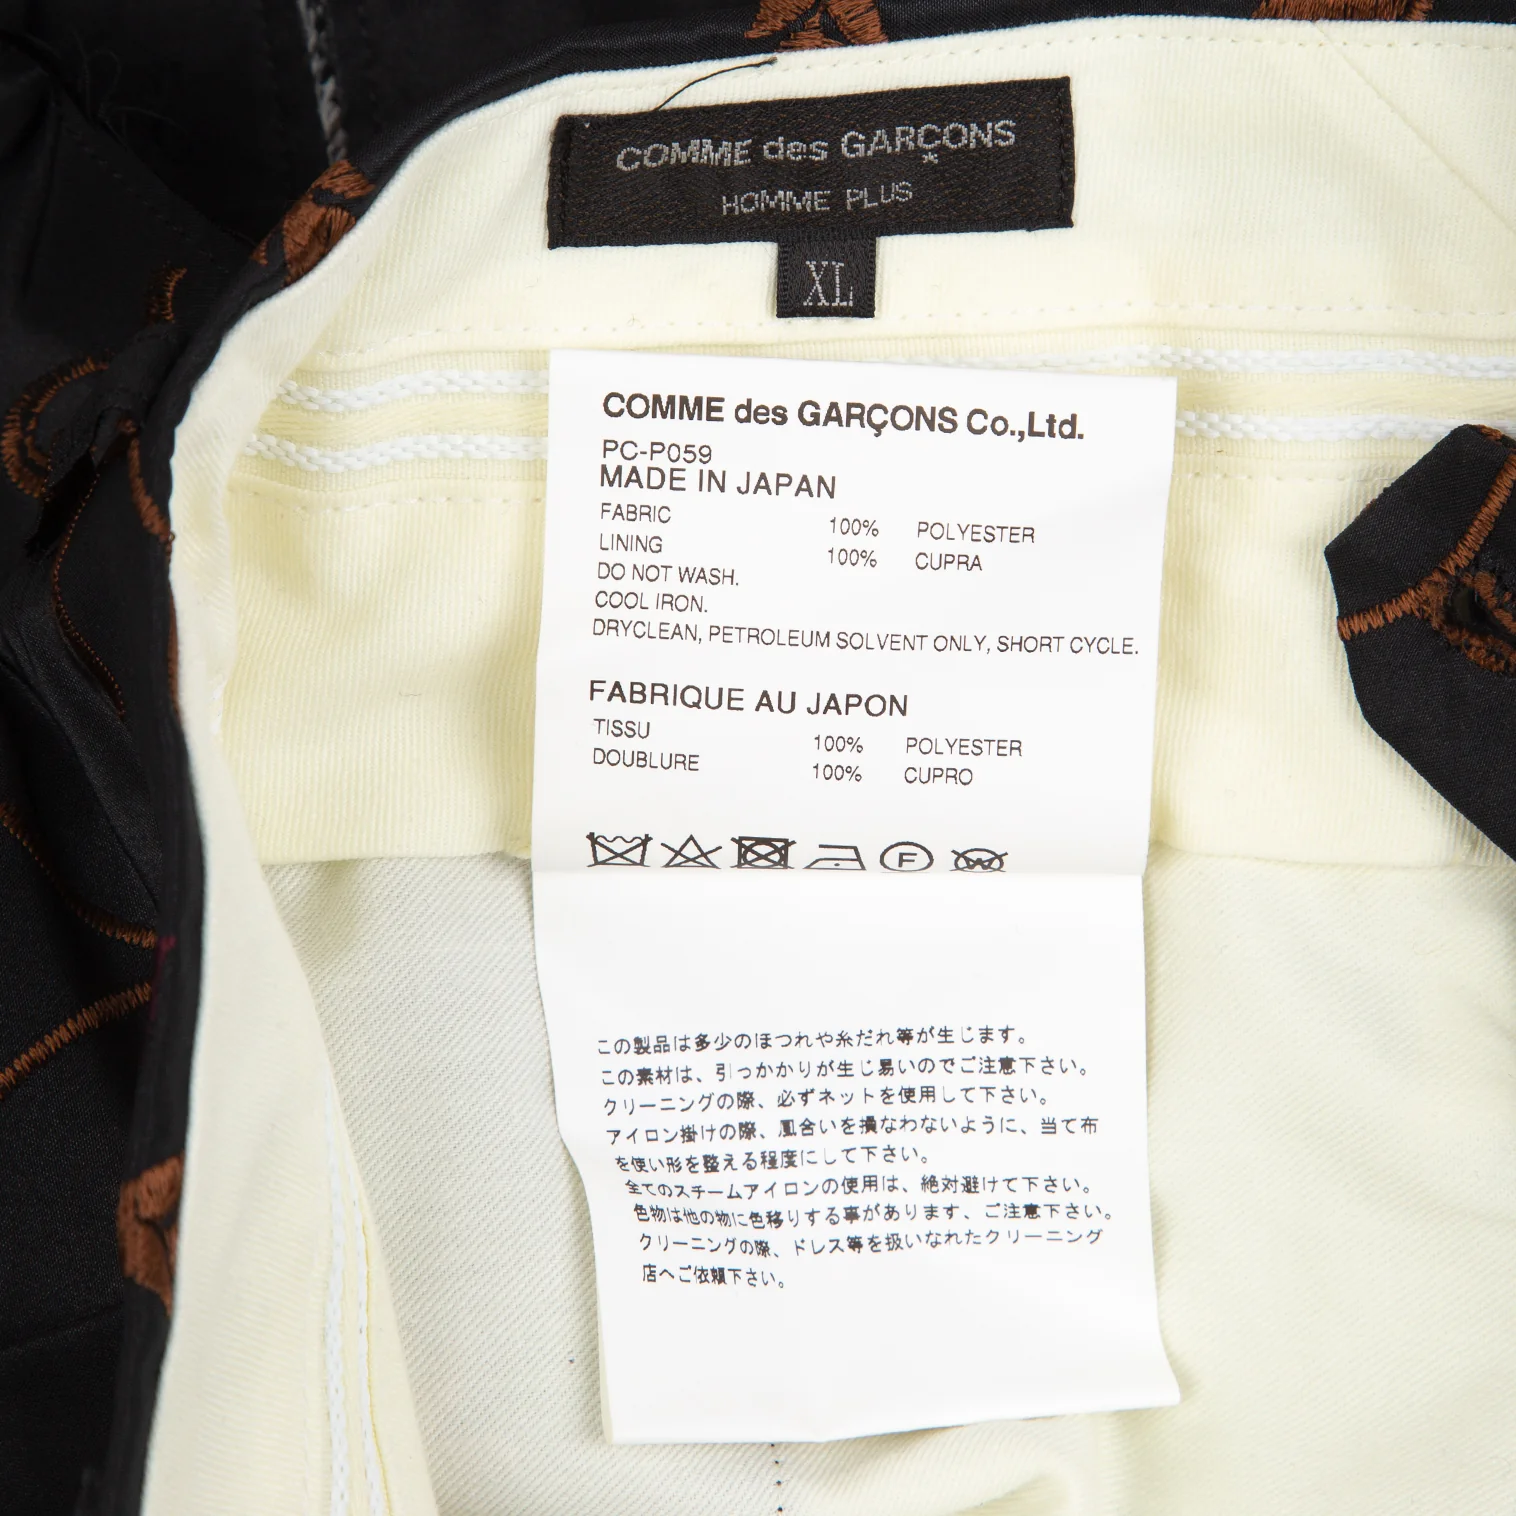 COMME des GARÇONS
HOMME PLUS
XL
COMME des GARÇONS Co.,Ltd.
PC-P059
MADE IN JAPAN
FABRIC 100% POLYESTER
LINING 100% CUPRA
DO NOT WASH.
COOL IRON.
DRYCLEAN, PETROLEUM SOLVENT ONLY, SHORT CYCLE.
FABRIQUE AU JAPON
TISSU 100% POLYESTER
DOUBLURE 100% CUPRO
F
W
この製品は多少のほつれや糸だれ等が生じます。
この素材は、引っかかりが生じ易いのでご注意下さい。
クリーニングの際、必ずネットを使用して下さい。
アイロン掛けの際、風合いを損なわないように、当て布
を使い形を整える程度にして下さい。
全てのスチームアイロンの使用は、絶対避けて下さい。
色物は他の物に色移りする事があります、ご注意下さい。
クリーニングの際、ドレス等を扱いなれたクリーニング
店へご依頼下さい。